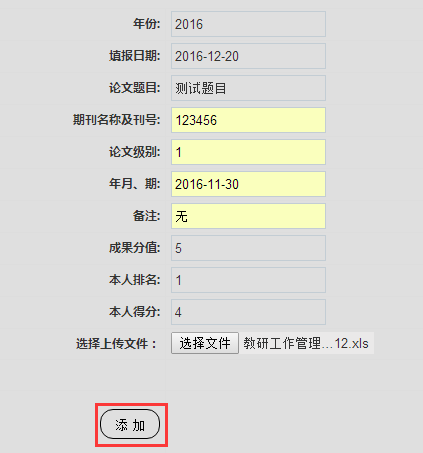 年份: 2016
填报日期: 2016-12-20
论文题目: 测试题目
期刊名称及刊号: 123456
论文级别: 1
年月、期: 2016-11-30
备注: 无
成果分值: 5
本人排名: 1
本人得分: 4
选择上传文件： 选择文件 教研工作管理...12.xls
添 加